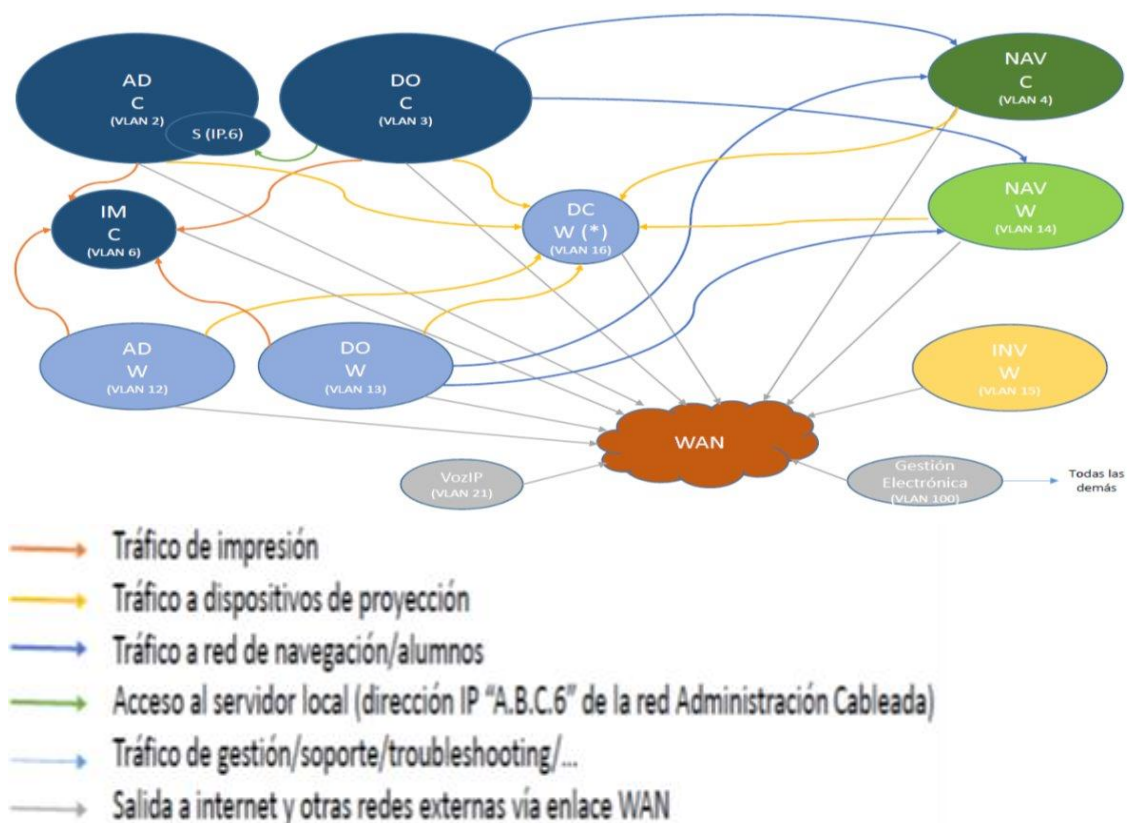 AD
C
(VLAN 2)
S (IP.6)
DO
C
(VLAN 3)
NAV
C
(VLAN 4)
IM
C
(VLAN 6)
DC
W (*)
(VLAN 16)
NAV
W
(VLAN 14)
AD
W
(VLAN 12)
DO
W
(VLAN 13)
INV
W
(VLAN 15)
WAN
VozIP
(VLAN 21)
Gestión
Electrónica
(VLAN 100)
Todas las
demás
Tráfico de impresión
Tráfico a dispositivos de proyección
Tráfico a red de navegación/alumnos
Acceso al servidor local (dirección IP “A.B.C.6” de la red Administración Cableada)
Tráfico de gestión/soporte/troubleshooting/...
Salida a internet y otras redes externas vía enlace WAN